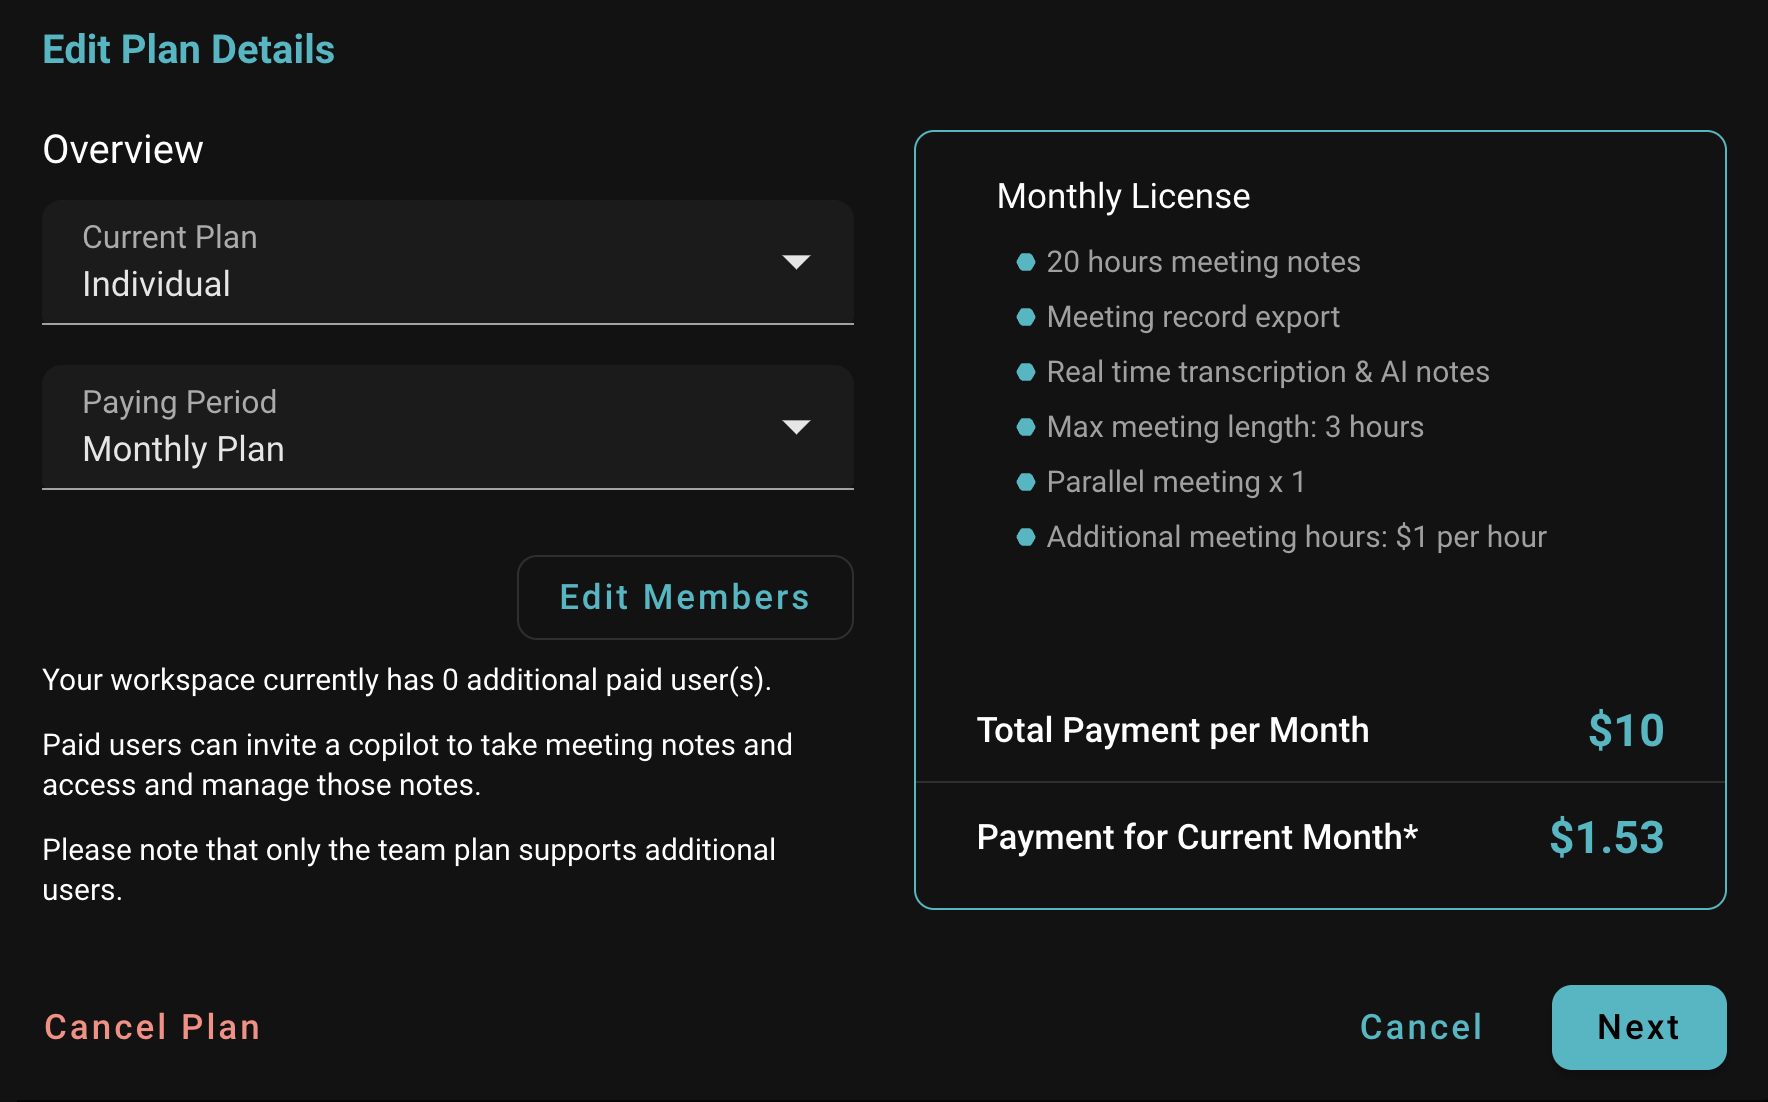 Edit Plan Details
Overview
Current Plan
Individual
Paying Period
Monthly Plan
Edit Members
Your workspace currently has 0 additional paid user(s).
Paid users can invite a copilot to take meeting notes and
access and manage those notes.
Please note that only the team plan supports additional
users.
Monthly License
20 hours meeting notes
Meeting record export
Real time transcription & AI notes
Max meeting length: 3 hours
Parallel meeting x 1
Additional meeting hours: $1 per hour
Total Payment per Month $10
Payment for Current Month* $1.53
Cancel Plan
Cancel
Next